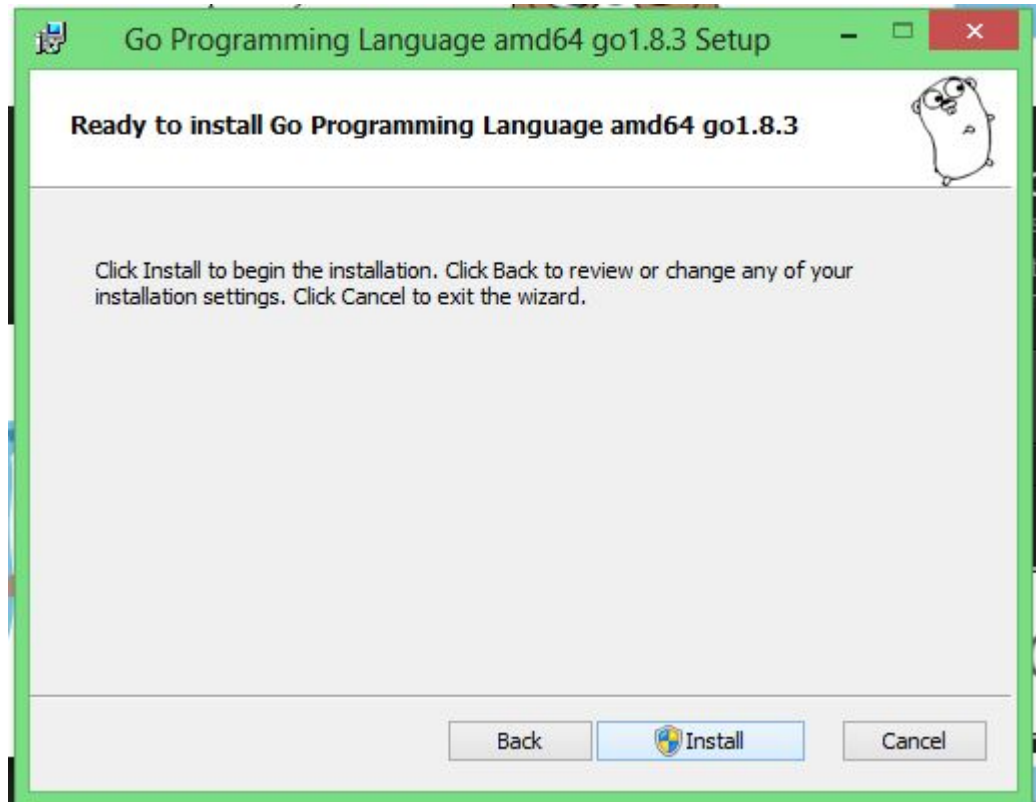 Go Programming Language amd64 go1.8.3 Setup
Ready to install Go Programming Language amd64 go1.8.3
Click Install to begin the installation. Click Back to review or change any of your
installation settings. Click Cancel to exit the wizard.
Back
Install
Cancel